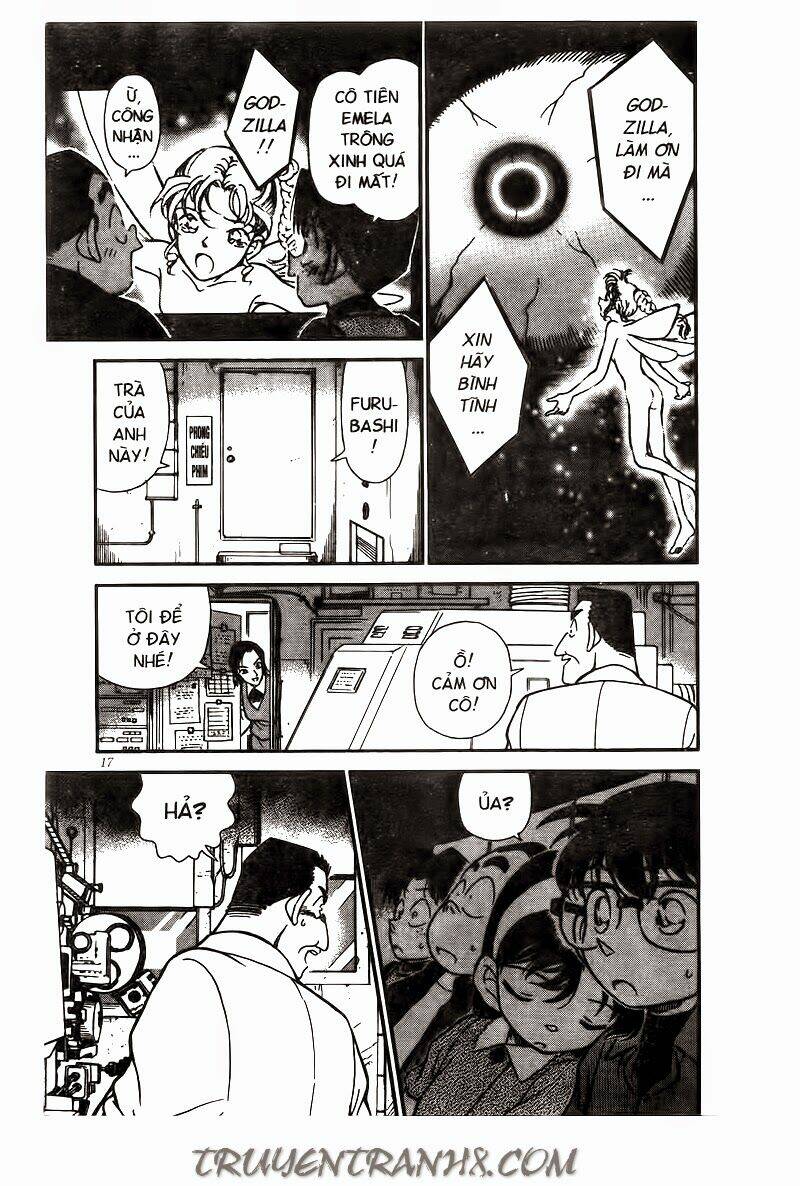 GOD-
ZILLA,
LÀM ƠN
ĐI MÀ
...
XIN
HÃY
BÌNH
TĨNH
...
CÔ TIÊN
EMELA
TRÔNG
XINH QUÁ
ĐI MẤT!
GOD-
ZILLA
!!
Ừ,
CÔNG
NHẬN
...
FURU-
BASHI
!
PHÒNG
CHIẾU
PHIM
TRÀ
CỦA
ANH
NÀY!
Ồ!
CẢM ƠN
CÔ!
TÔI ĐỂ
Ở ĐÂY
NHÉ!
17
ỦA?
HẢ?
TRUYENTRANH8.COM